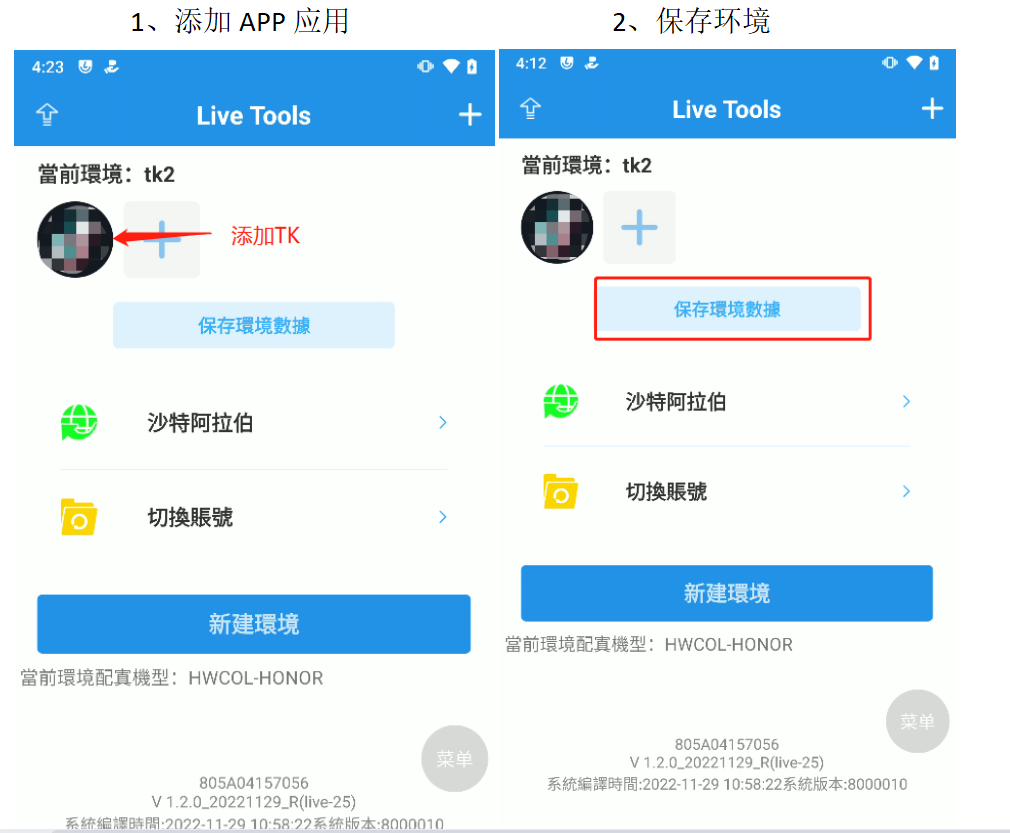 1、添加 APP 应用
4:23
Live Tools
當前環境：tk2
添加TK
保存環境數據
沙特阿拉伯
切換賬號
新建環境
當前環境配寘機型：HWCOL-HONOR
菜单
805A04157056
V 1.2.0_20221129_R(live-25)
系統編譯時間:2022-11-29 10:58:22系統版本:8000010
2、保存环境
4:12
Live Tools
當前環境：tk2
保存環境數據
沙特阿拉伯
切換賬號
新建環境
當前環境配寘機型：HWCOL-HONOR
菜单
805A04157056
V 1.2.0_20221129_R(live-25)
系統編譯時間:2022-11-29 10:58:22系統版本:8000010